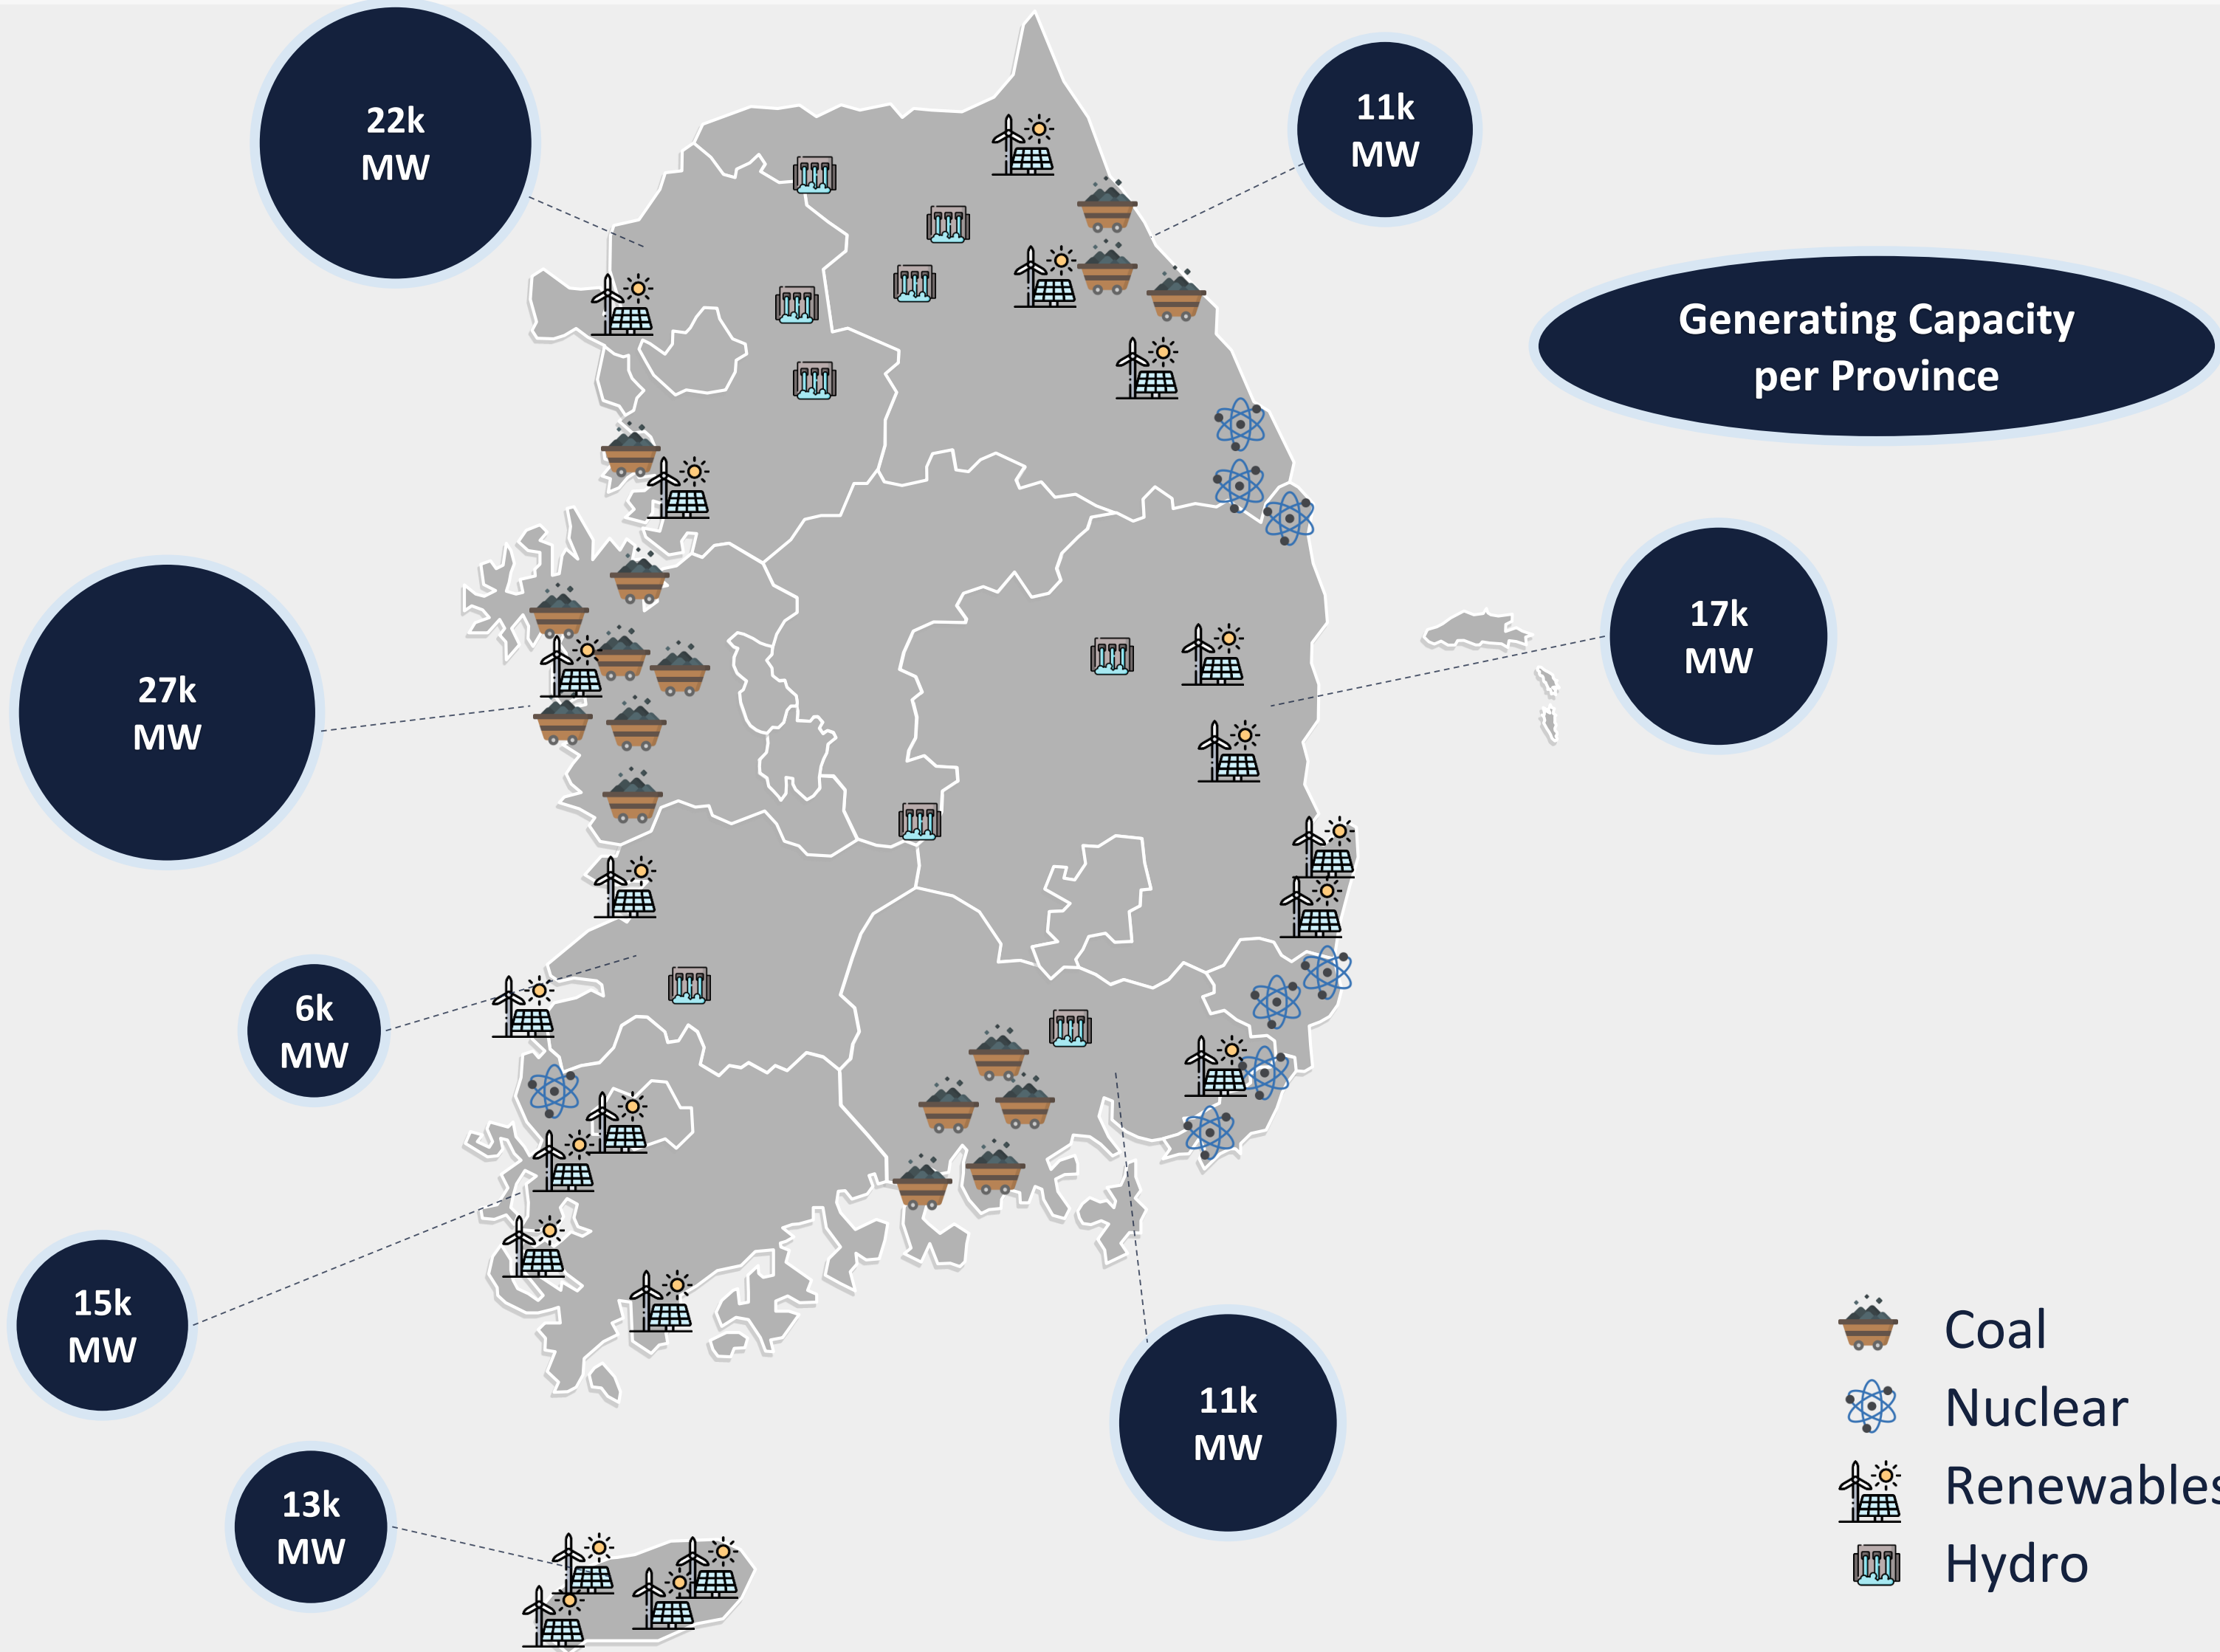 22k
MW
11k
MW
Generating Capacity
per Province
27k
MW
17k
MW
6k
MW
15k
MW
11k
MW
13k
MW
Coal
Nuclear
Renewables
Hydro